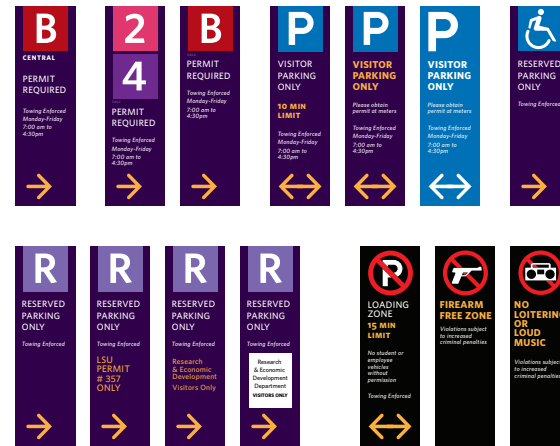 B
CENTRAL
PERMIT
REQUIRED
2
4
PERMIT
REQUIRED
Towing Enforced
Monday-Friday
7:00 am to
4:30pm
B
PERMIT
REQUIRED
Towing Enforced
Monday-Friday
7:00 am to
4:30pm
P
VISITOR
PARKING
ONLY
10 MIN
LIMIT
Towing Enforced
Monday-Friday
7:00 am to
4:30pm
P
VISITOR
PARKING
ONLY
Please obtain
permit at meters
Towing Enforced
Monday-Friday
7:00 am to
4:30pm
P
VISITOR
PARKING
ONLY
Please obtain
permit at meters
Towing Enforced
Monday-Friday
7:00 am to
4:30pm
RESERVED
PARKING
ONLY
Towing Enforced
R
RESERVED
PARKING
ONLY
Towing Enforced
R
RESERVED
PARKING
ONLY
Towing Enforced
LSU
PERMIT
# 357
ONLY
R
RESERVED
PARKING
ONLY
Towing Enforced
Research
& Economic
Development
Visitors Only
R
RESERVED
PARKING
ONLY
Towing Enforced
Research
& Economic
Development
Department
VISITORS ONLY
P
LOADING
ZONE
15 MIN
LIMIT
No student or
employee
vehicles
without
permission
Towing Enforced
FIREARM
FREE ZONE
Violations subject
to increased
criminal penalties
NO
LOITERING
OR
LOUD
MUSIC
Violations subject
to increased
criminal penalties